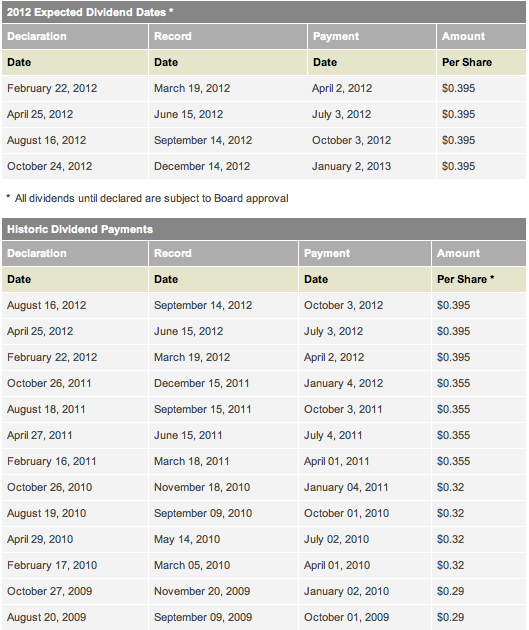 2012 Expected Dividend Dates *
Declaration Record Payment Amount
Date Date Date Per Share
February 22, 2012 March 19, 2012 April 2, 2012 $0.395
April 25, 2012 June 15, 2012 July 3, 2012 $0.395
August 16, 2012 September 14, 2012 October 3, 2012 $0.395
October 24, 2012 December 14, 2012 January 2, 2013 $0.395
* All dividends until declared are subject to Board approval
Historic Dividend Payments
Declaration Record Payment Amount
Date Date Date Per Share *
August 16, 2012 September 14, 2012 October 3, 2012 $0.395
April 25, 2012 June 15, 2012 July 3, 2012 $0.395
February 22, 2012 March 19, 2012 April 2, 2012 $0.395
October 26, 2011 December 15, 2011 January 4, 2012 $0.355
August 18, 2011 September 15, 2011 October 3, 2011 $0.355
April 27, 2011 June 15, 2011 July 4, 2011 $0.355
February 16, 2011 March 18, 2011 April 01, 2011 $0.355
October 26, 2010 November 18, 2010 January 04, 2011 $0.32
August 19, 2010 September 09, 2010 October 01, 2010 $0.32
April 29, 2010 May 14, 2010 July 02, 2010 $0.32
February 17, 2010 March 05, 2010 April 01, 2010 $0.32
October 27, 2009 November 20, 2009 January 02, 2010 $0.29
August 20, 2009 September 09, 2009 October 01, 2009 $0.29